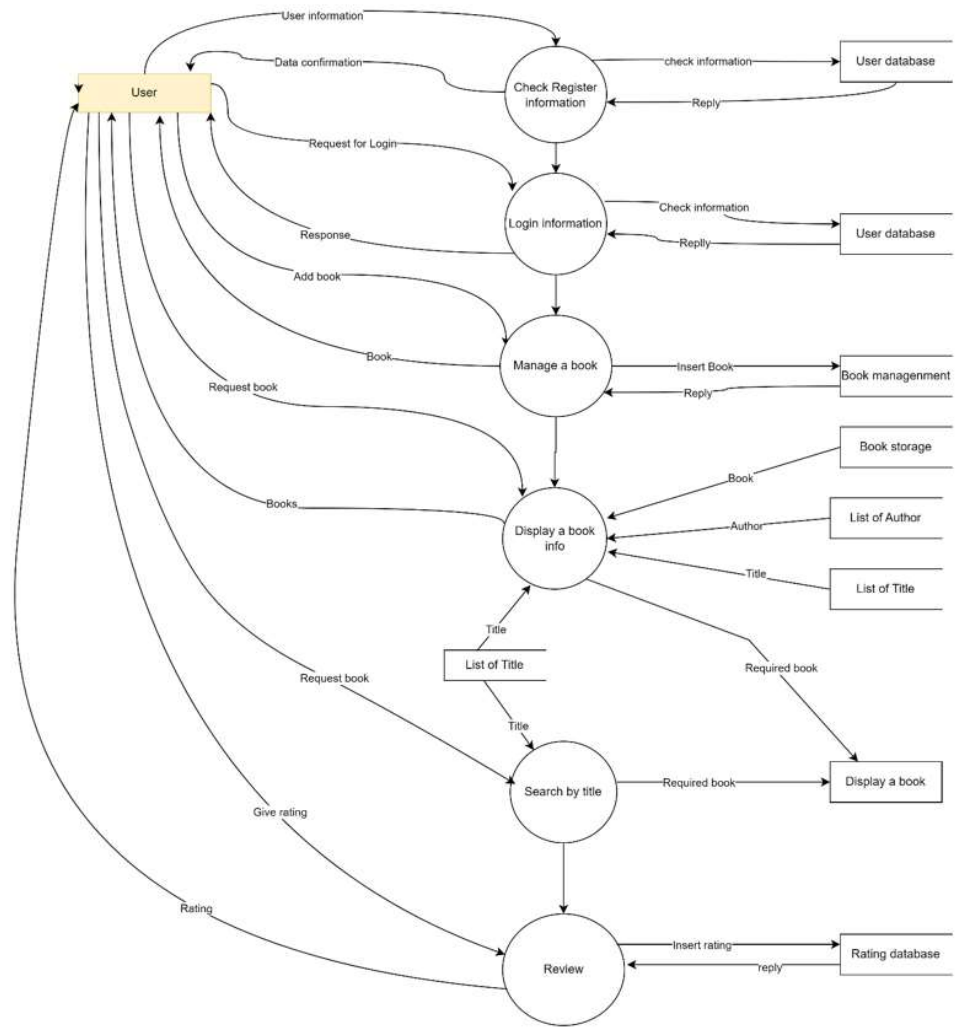 User information
Data confirmation
check information
User database
User
Check Register
information
Reply
Request for Login
Check information
Login information
User database
Response
Replly
Add book
Book
Manage a book
Insert Book
Book managenment
Reply
Request book
Book storage
Book
Books
Display a book
info
Author
List of Author
Title
List of Title
Title
List of Title
Required book
Request book
Title
Search by title
Required book
Display a book
Give rating
Rating
Insert rating
Rating database
Review
reply